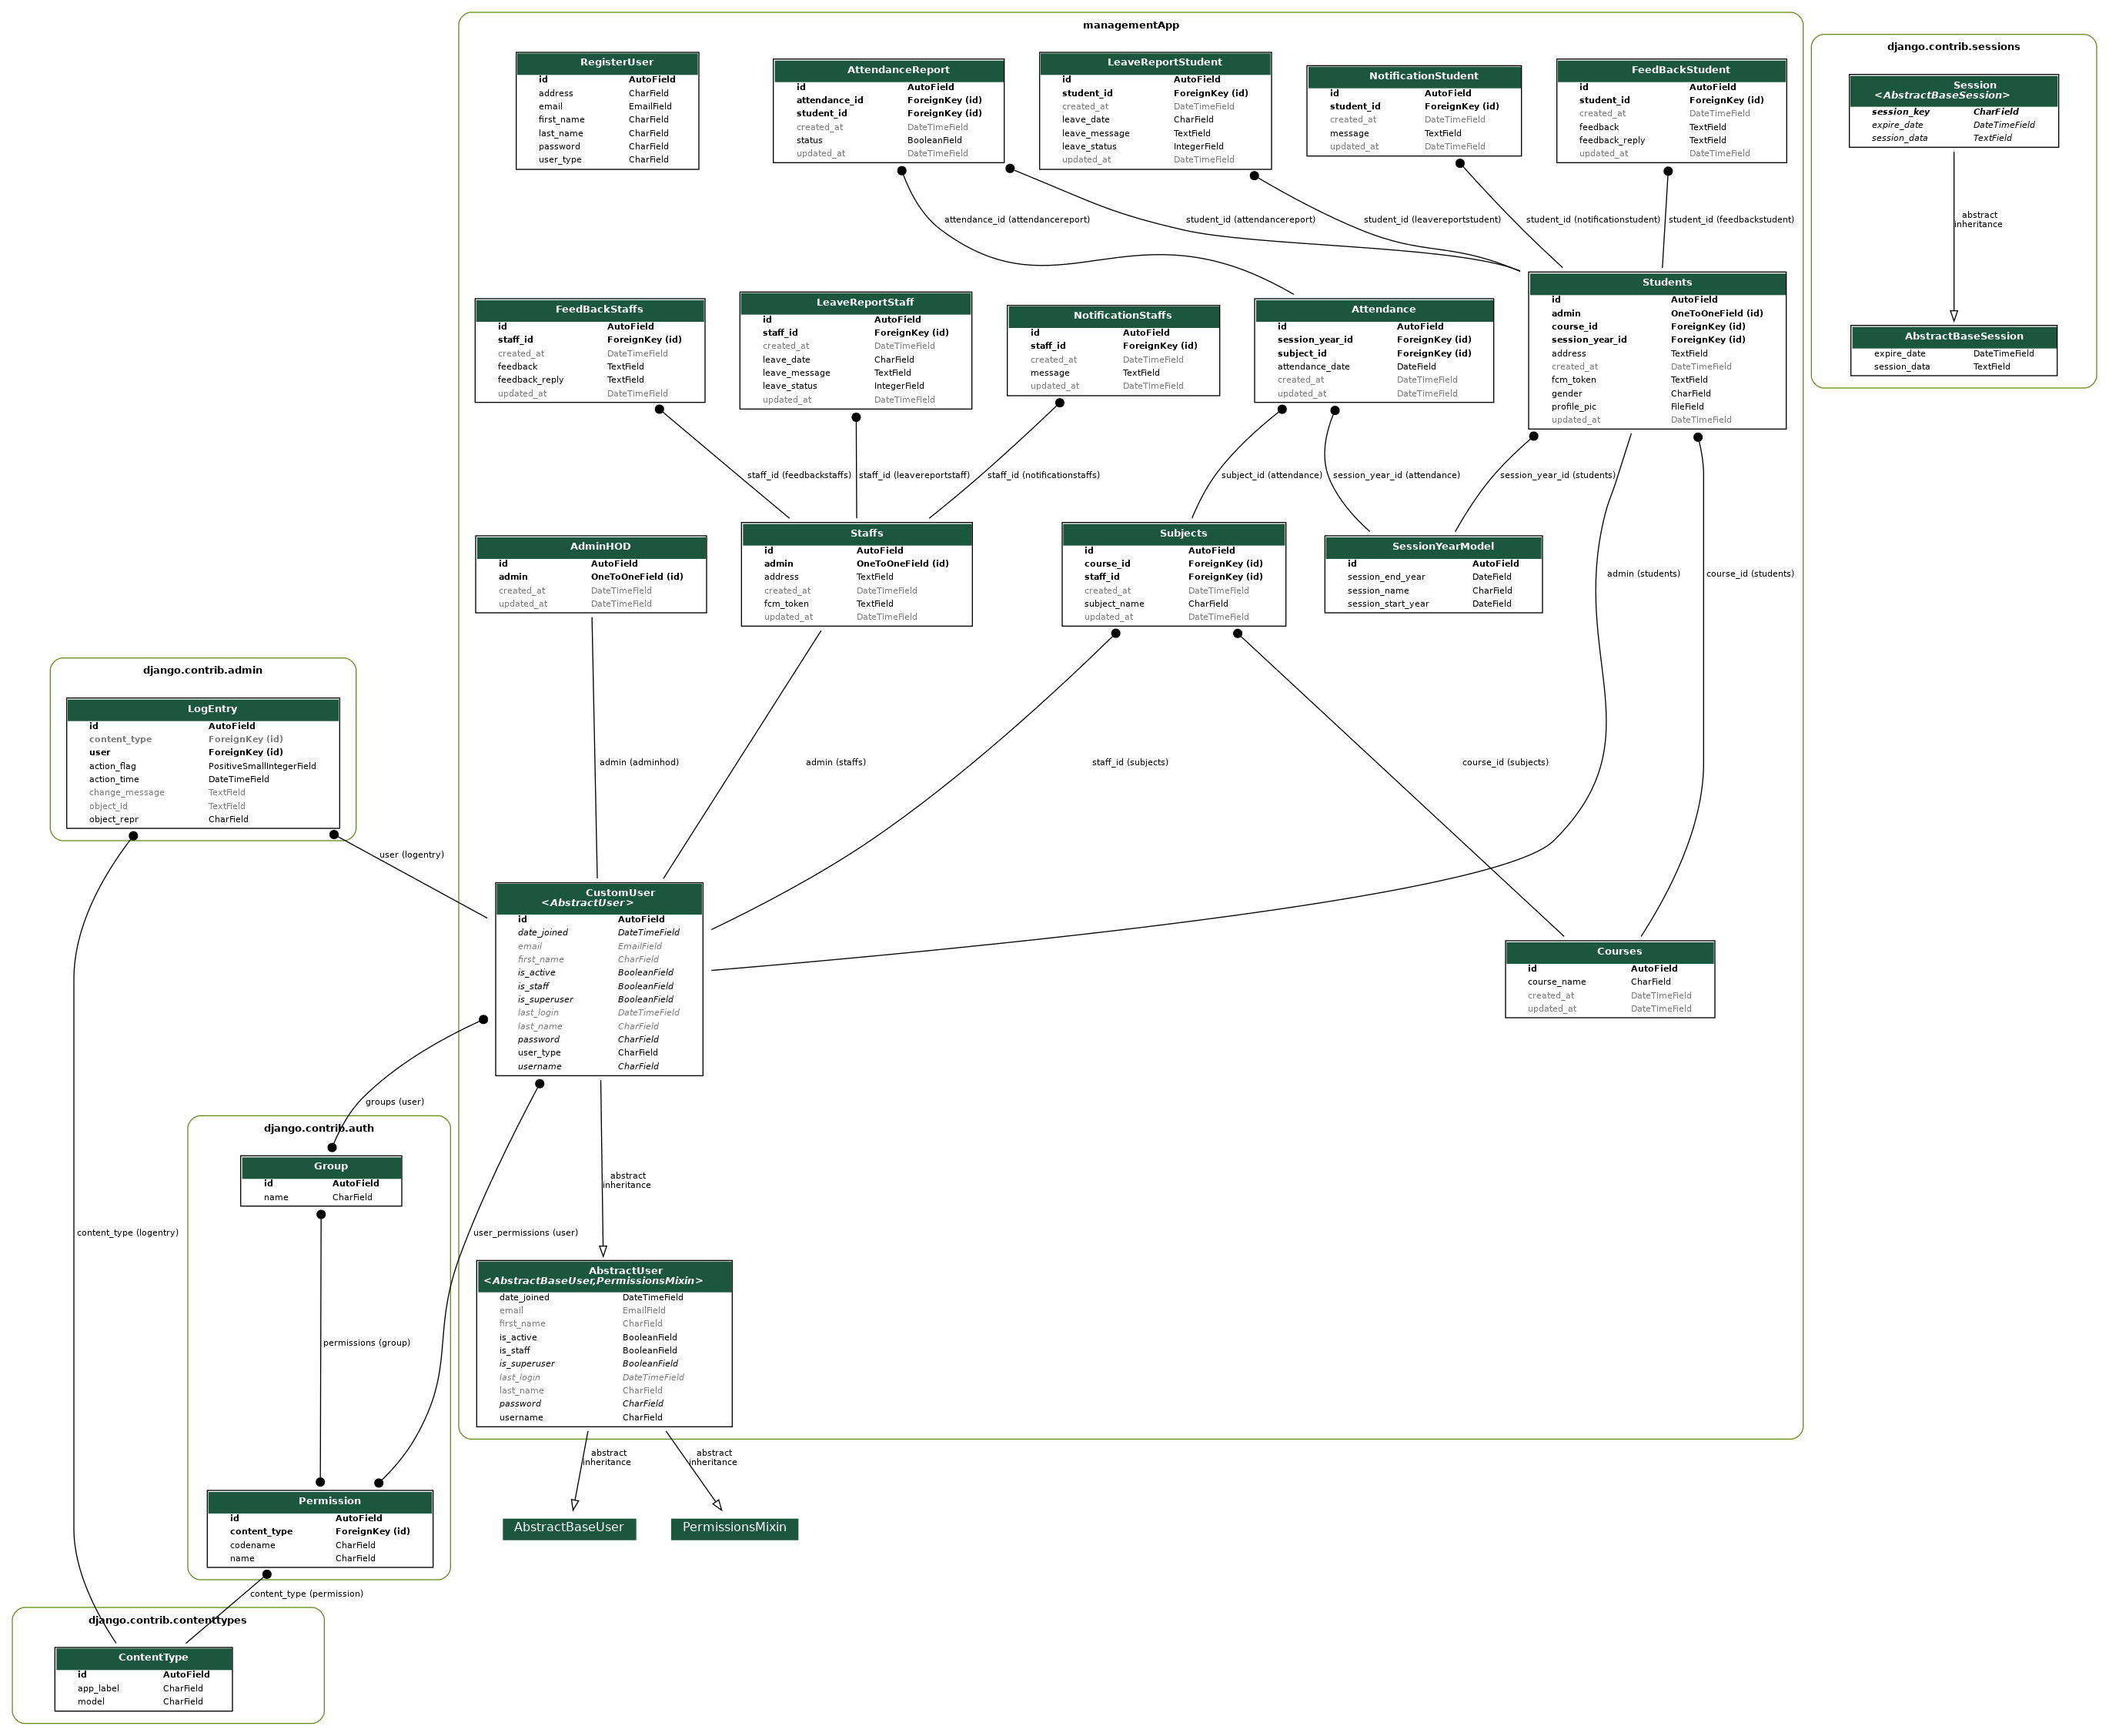 managementApp
RegisterUser
id AutoField
address CharField
email EmailField
first_name CharField
last_name CharField
password CharField
user_type CharField
AttendanceReport
id AutoField
attendance_id ForeignKey (id)
student_id ForeignKey (id)
created_at DateTimeField
status BooleanField
updated_at DateTimeField
LeaveReportStudent
id AutoField
student_id ForeignKey (id)
created_at DateTimeField
leave_date CharField
leave_message TextField
leave_status IntegerField
updated_at DateTimeField
NotificationStudent
id AutoField
student_id ForeignKey (id)
created_at DateTimeField
message TextField
updated_at DateTimeField
FeedBackStudent
id AutoField
student_id ForeignKey (id)
created_at DateTimeField
feedback TextField
feedback_reply TextField
updated_at DateTimeField
django.contrib.sessions
Session
<AbstractBaseSession>
session_key CharField
expire_date DateTimeField
session_data TextField
attendance_id (attendancereport)
student_id (attendancereport)
student_id (leavereportstudent)
student_id (notificationstudent)
student_id (feedbackstudent)
abstract
inheritance
FeedBackStaffs
id AutoField
staff_id ForeignKey (id)
created_at DateTimeField
feedback TextField
feedback_reply TextField
updated_at DateTimeField
LeaveReportStaff
id AutoField
staff_id ForeignKey (id)
created_at DateTimeField
leave_date CharField
leave_message TextField
leave_status IntegerField
updated_at DateTimeField
NotificationStaffs
id AutoField
staff_id ForeignKey (id)
created_at DateTimeField
message TextField
updated_at DateTimeField
Attendance
id AutoField
session_year_id ForeignKey (id)
subject_id ForeignKey (id)
attendance_date DateField
created_at DateTimeField
updated_at DateTimeField
Students
id AutoField
admin OneToOneField (id)
course_id ForeignKey (id)
session_year_id ForeignKey (id)
address TextField
created_at DateTimeField
fcm_token TextField
gender CharField
profile_pic FileField
updated_at DateTimeField
AbstractBaseSession
expire_date DateTimeField
session_data TextField
staff_id (feedbackstaffs)
staff_id (leavereportstaff)
staff_id (notificationstaffs)
subject_id (attendance)
session_year_id (attendance)
session_year_id (students)
AdminHOD
id AutoField
admin OneToOneField (id)
created_at DateTimeField
updated_at DateTimeField
Staffs
id AutoField
admin OneToOneField (id)
address TextField
created_at DateTimeField
fcm_token TextField
updated_at DateTimeField
Subjects
id AutoField
course_id ForeignKey (id)
staff_id ForeignKey (id)
created_at DateTimeField
subject_name CharField
updated_at DateTimeField
SessionYearModel
id AutoField
session_end_year DateField
session_name CharField
session_start_year DateField
admin (students)
course_id (students)
django.contrib.admin
LogEntry
id AutoField
content_type ForeignKey (id)
user ForeignKey (id)
action_flag PositiveSmallIntegerField
action_time DateTimeField
change_message TextField
object_id TextField
object_repr CharField
admin (adminhod)
admin (staffs)
staff_id (subjects)
course_id (subjects)
user (logentry)
CustomUser
<AbstractUser>
id AutoField
date_joined DateTimeField
email EmailField
first_name CharField
is_active BooleanField
is_staff BooleanField
is_superuser BooleanField
last_login DateTimeField
last_name CharField
password CharField
user_type CharField
username CharField
Courses
id AutoField
course_name CharField
created_at DateTimeField
updated_at DateTimeField
groups (user)
django.contrib.auth
Group
id AutoField
name CharField
abstract
inheritance
content_type (logentry)
user_permissions (user)
permissions (group)
AbstractUser
<AbstractBaseUser,PermissionsMixin>
date_joined DateTimeField
email EmailField
first_name CharField
is_active BooleanField
is_staff BooleanField
is_superuser BooleanField
last_login DateTimeField
last_name CharField
password CharField
username CharField
abstract
inheritance
abstract
inheritance
Permission
id AutoField
content_type ForeignKey (id)
codename CharField
name CharField
AbstractBaseUser
PermissionsMixin
content_type (permission)
django.contrib.contenttypes
ContentType
id AutoField
app_label CharField
model CharField